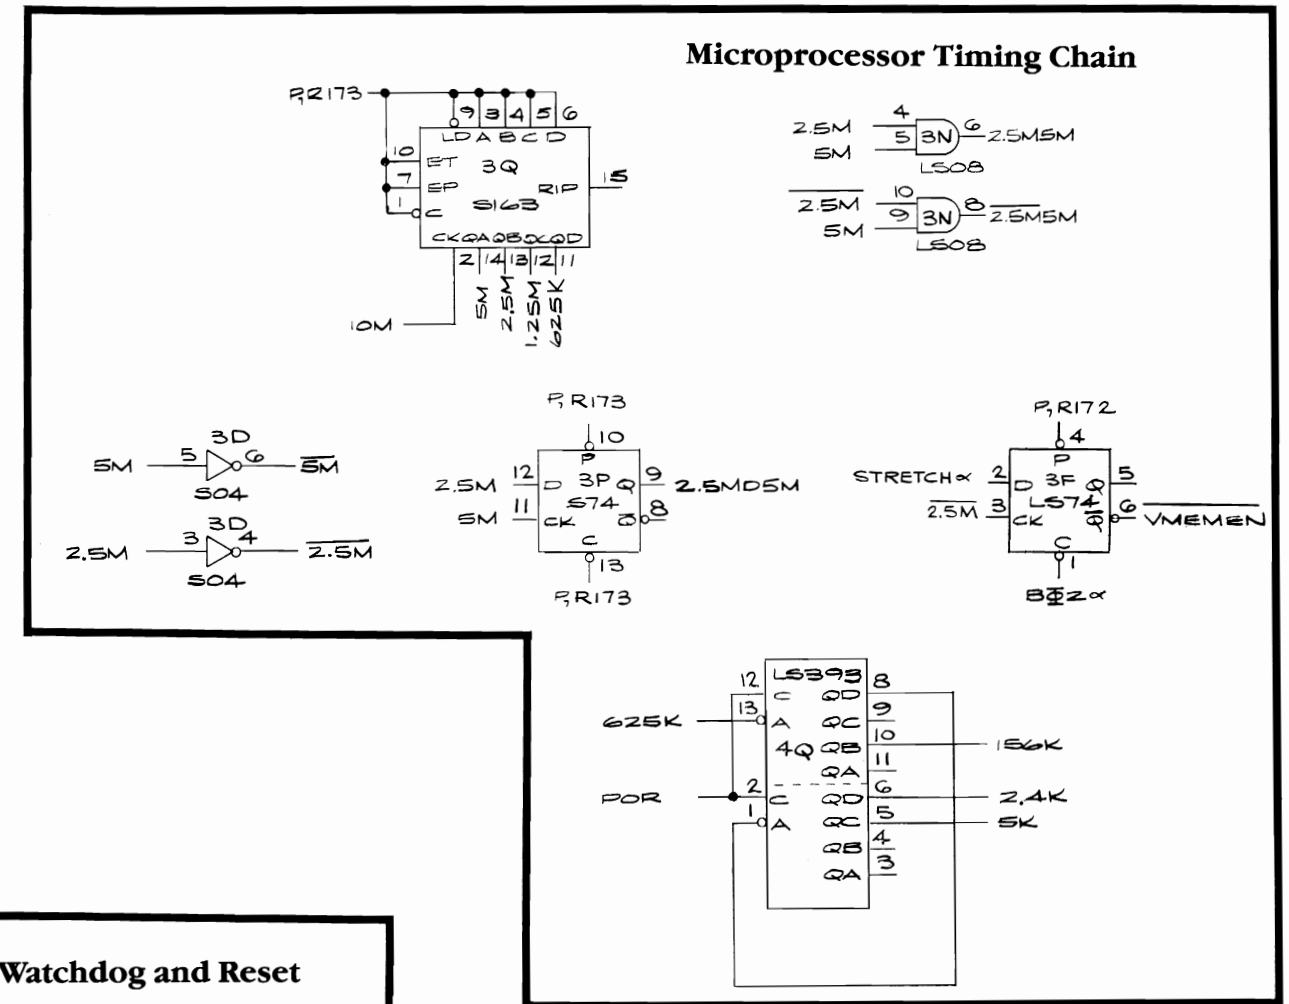 Microprocessor Timing Chain
P,R173
9 3 4 5 6
LD A B C D
10 ET 3Q
7 EP RIP 15
1 C S163
CK QA QB QC QD
2 14 13 12 11
5M 2.5M 1.25M 625K
10M
2.5M 4
5M 5 3N 6 2.5M5M
LS08
2.5M 10
5M 9 3N 8 2.5M5M
LS08
3D
5M 5 6 5M
S04
3D
2.5M 3 4 2.5M
S04
P,R173
10
P
2.5M 12 D 3P Q 9 2.5MD5M
S74
5M 11 CK Q 8
C
13
P,R173
P,R172
4
P
STRETCHα 2 D 3F Q 5
LS74
2.5M 3 CK Q 6 VMEMEN
C
1
BΦ2α
LS393
12 C QD 8
625K 13 A QC 9
4Q QB 10 156K
QA 11
POR 2 C QD 6 2.4K
1 A QC 5 5K
QB 4
QA 3
Watchdog and Reset